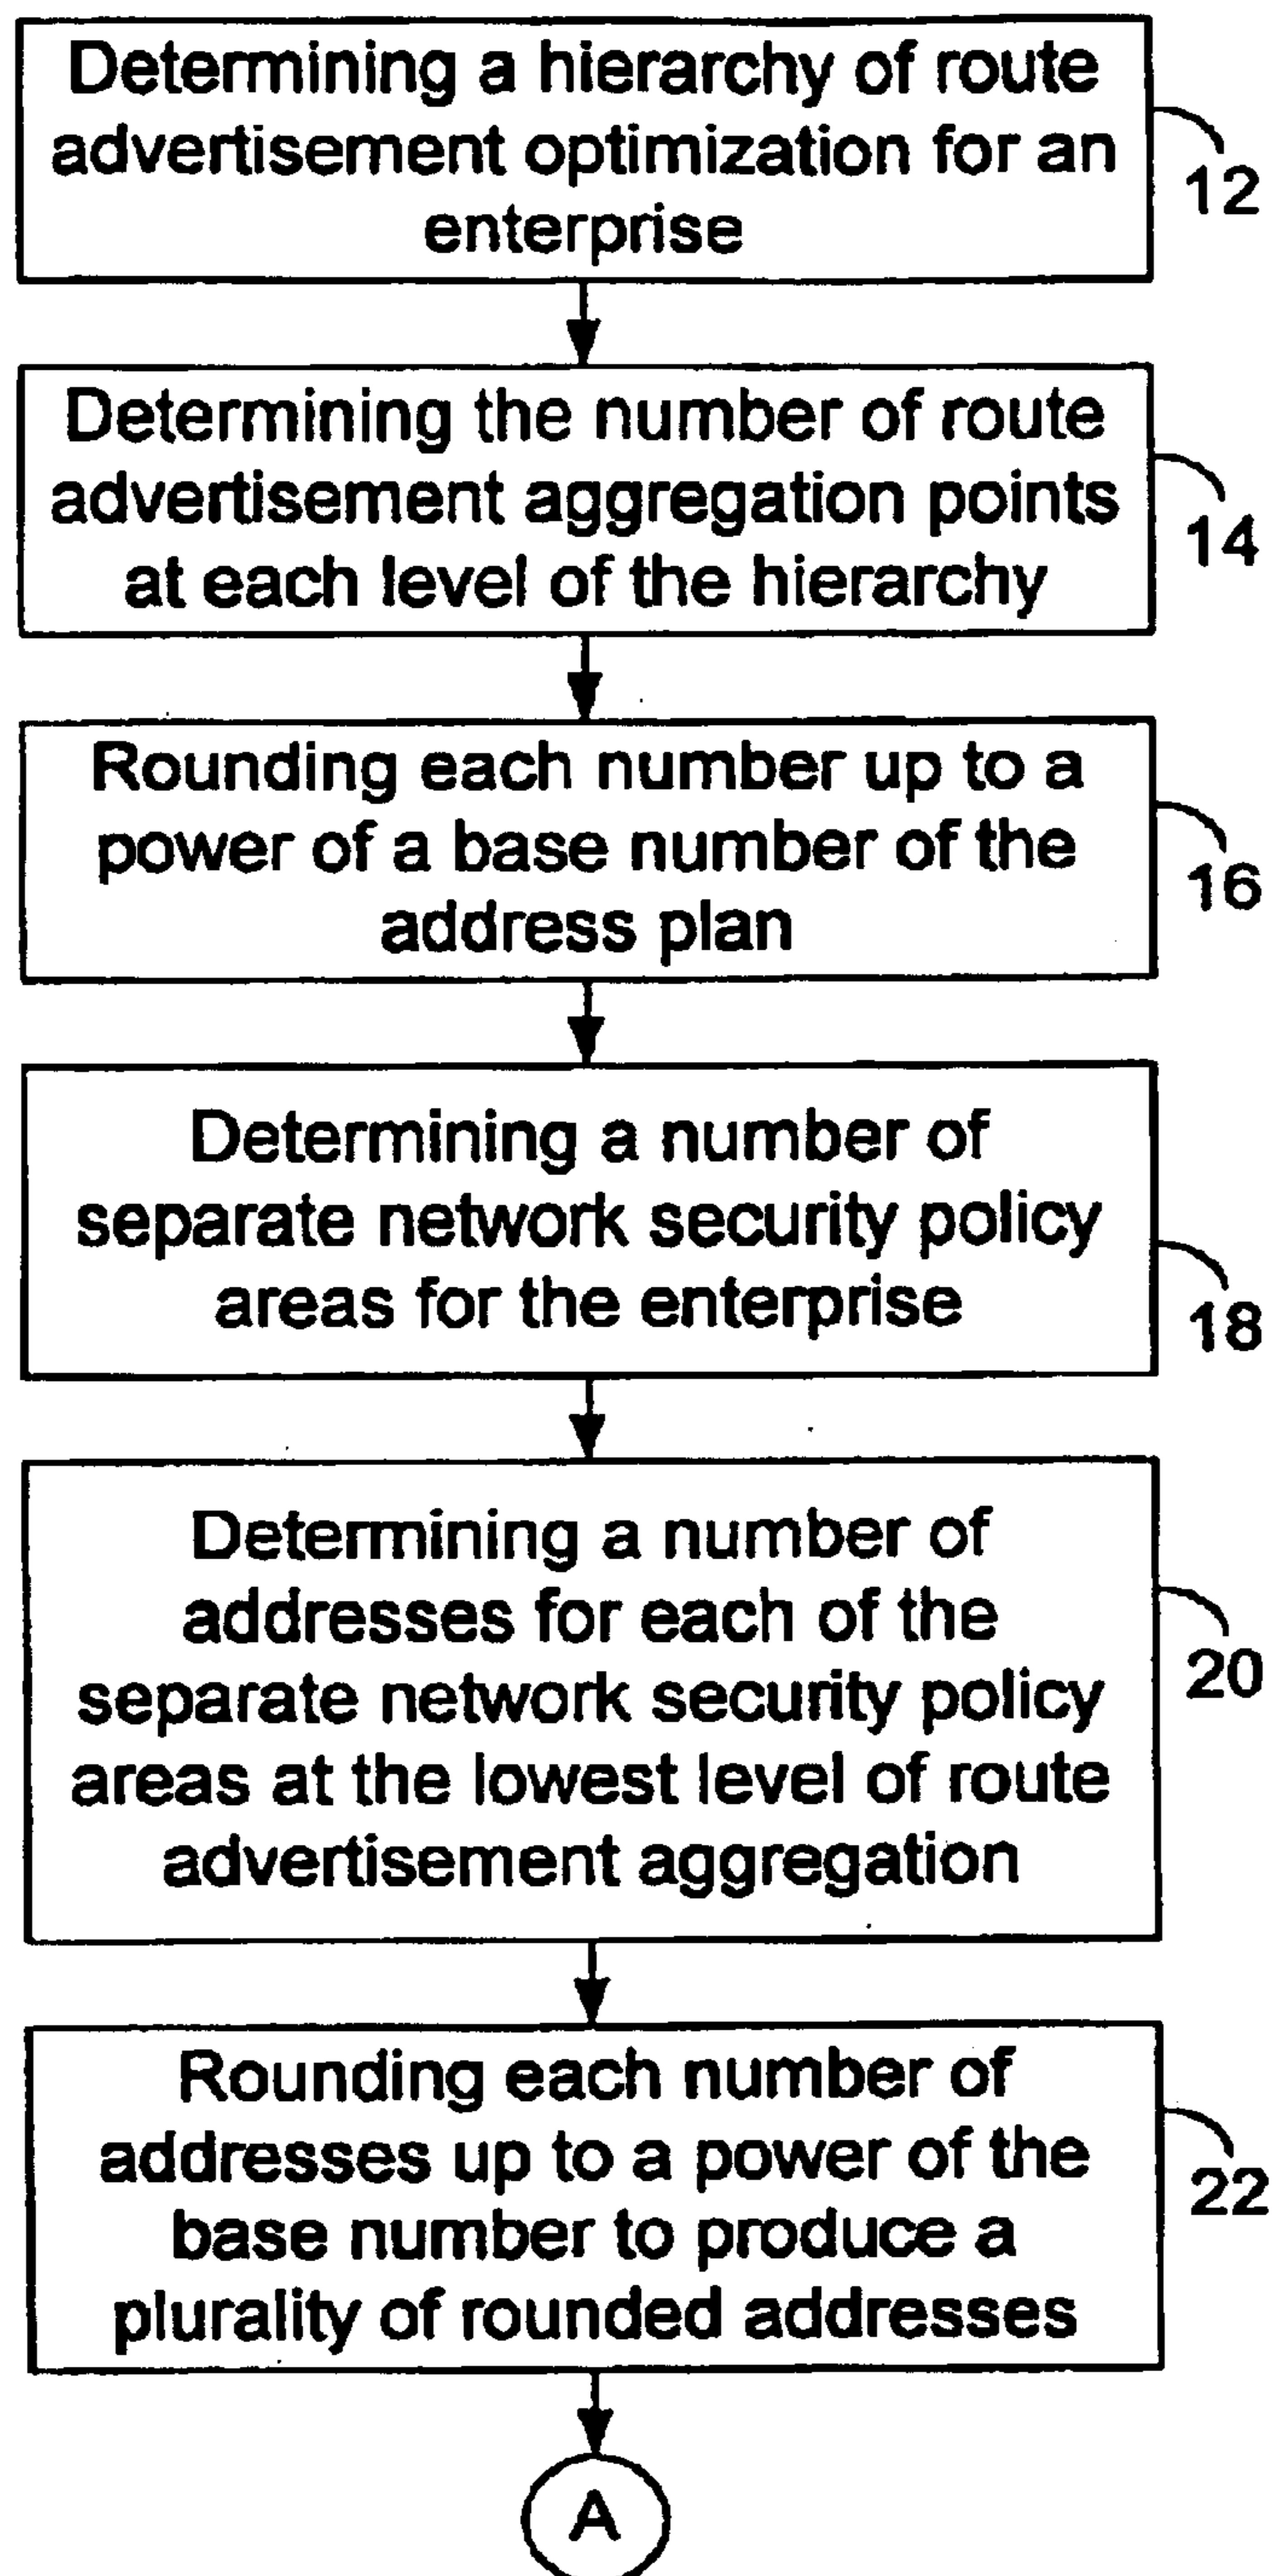 Determining a hierarchy of route
advertisement optimization for an
enterprise
12
Determining the number of route
advertisement aggregation points
at each level of the hierarchy
14
Rounding each number up to a
power of a base number of the
address plan
16
Determining a number of
separate network security policy
areas for the enterprise
18
Determining a number of
addresses for each of the
separate network security policy
areas at the lowest level of route
advertisement aggregation
20
Rounding each number of
addresses up to a power of the
base number to produce a
plurality of rounded addresses
22
A